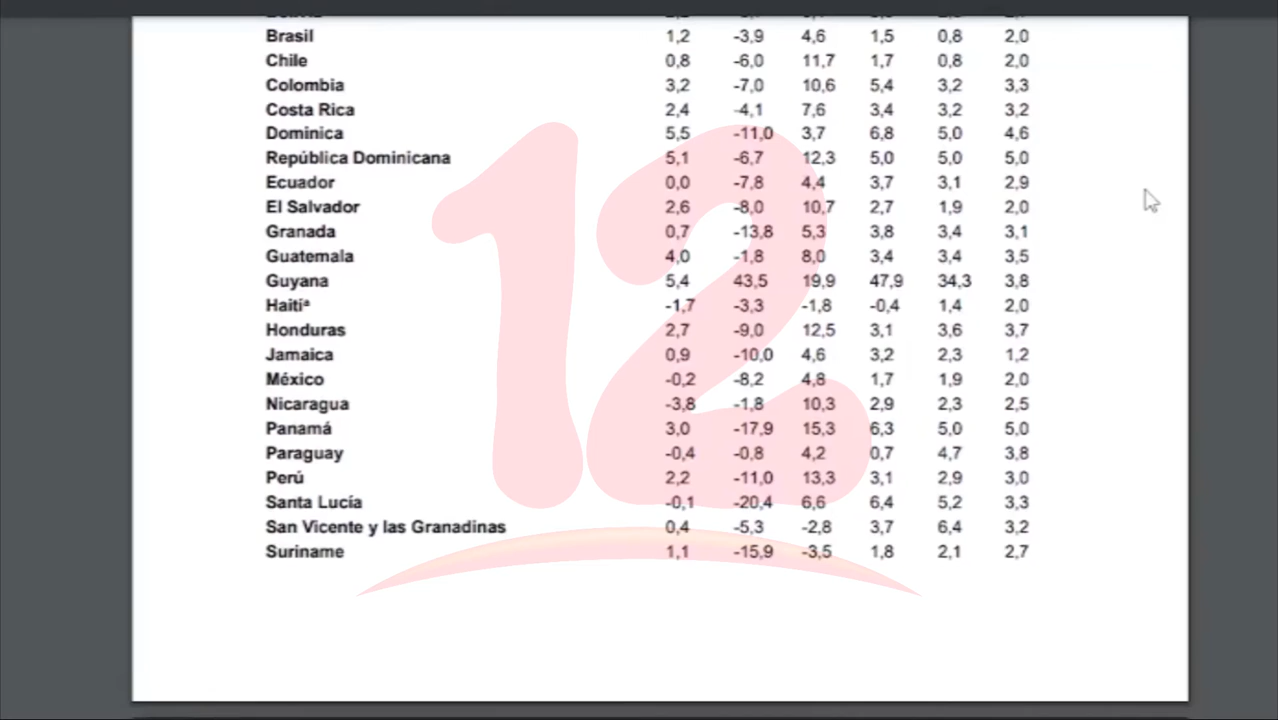 Brasil 1,2 -3,9 4,6 1,5 0,8 2,0
Chile 0,8 -6,0 11,7 1,7 0,8 2,0
Colombia 3,2 -7,0 10,6 5,4 3,2 3,3
Costa Rica 2,4 -4,1 7,6 3,4 3,2 3,2
Dominica 5,5 -11,0 3,7 6,8 5,0 4,6
República Dominicana 5,1 -6,7 12,3 5,0 5,0 5,0
Ecuador 0,0 -7,8 4,4 3,7 3,1 2,9
El Salvador 2,6 -8,0 10,7 2,7 1,9 2,0
Granada 0,7 -13,8 5,3 3,8 3,4 3,1
Guatemala 4,0 -1,8 8,0 3,4 3,4 3,5
Guyana 5,4 43,5 19,9 47,9 34,3 3,8
Haitiª -1,7 -3,3 -1,8 -0,4 1,4 2,0
Honduras 2,7 -9,0 12,5 3,1 3,6 3,7
Jamaica 0,9 -10,0 4,6 3,2 2,3 1,2
México -0,2 -8,2 4,8 1,7 1,9 2,0
Nicaragua -3,8 -1,8 10,3 2,9 2,3 2,5
Panamá 3,0 -17,9 15,3 6,3 5,0 5,0
Paraguay -0,4 -0,8 4,2 0,7 4,7 3,8
Perú 2,2 -11,0 13,3 3,1 2,9 3,0
Santa Lucía -0,1 -20,4 6,6 6,4 5,2 3,3
San Vicente y las Granadinas 0,4 -5,3 -2,8 3,7 6,4 3,2
Suriname 1,1 -15,9 -3,5 1,8 2,1 2,7
12